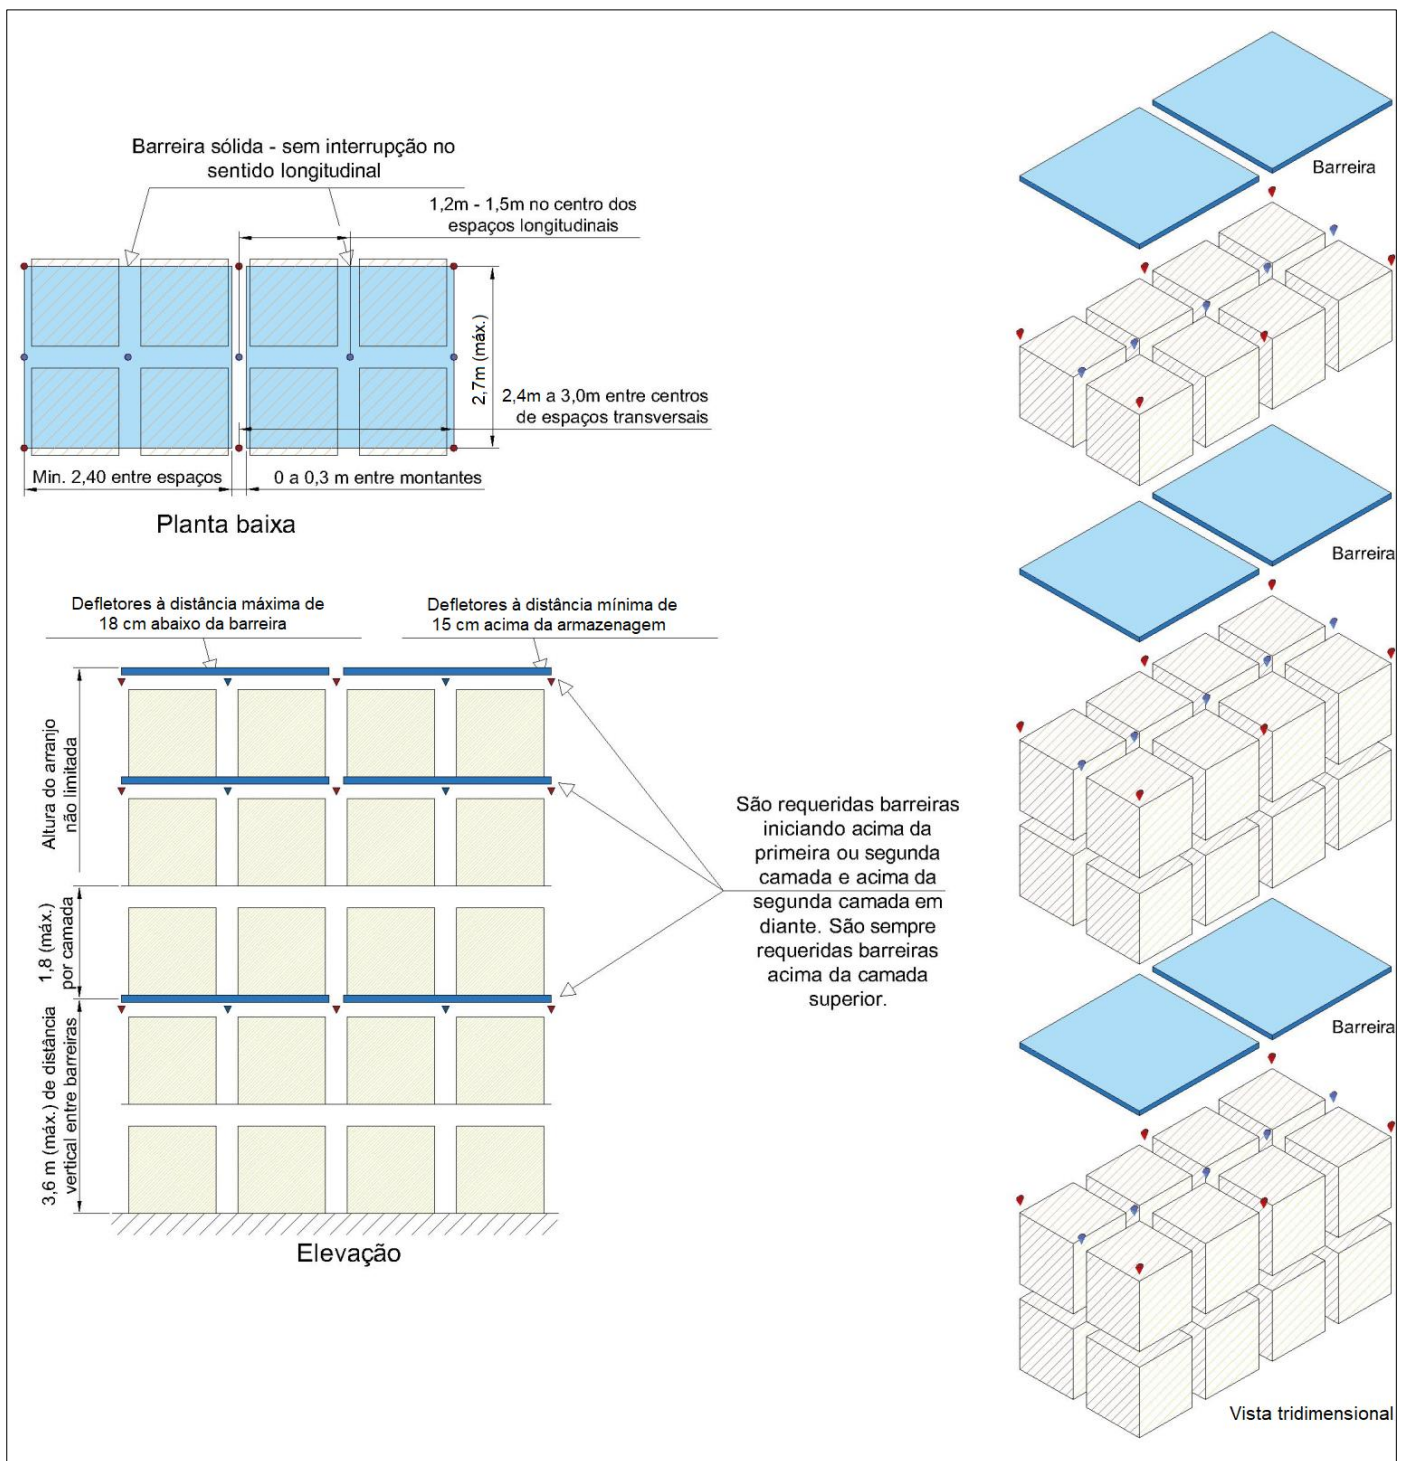 Barreira sólida - sem interrupção no
sentido longitudinal
1,2m - 1,5m no centro dos
espaços longitudinais
2,7m (máx.)
2,4m a 3,0m entre centros
de espaços transversais
Min. 2,40 entre espaços
0 a 0,3 m entre montantes
Planta baixa
Defletores à distância máxima de
18 cm abaixo da barreira
Defletores à distância mínima de
15 cm acima da armazenagem
Altura do arranjo
não limitada
1,8 (máx.)
por camada
3,6 m (máx.) de distância
vertical entre barreiras
Elevação
São requeridas barreiras
iniciando acima da
primeira ou segunda
camada e acima da
segunda camada em
diante. São sempre
requeridas barreiras
acima da camada
superior.
Barreira
Barreira
Barreira
Vista tridimensional